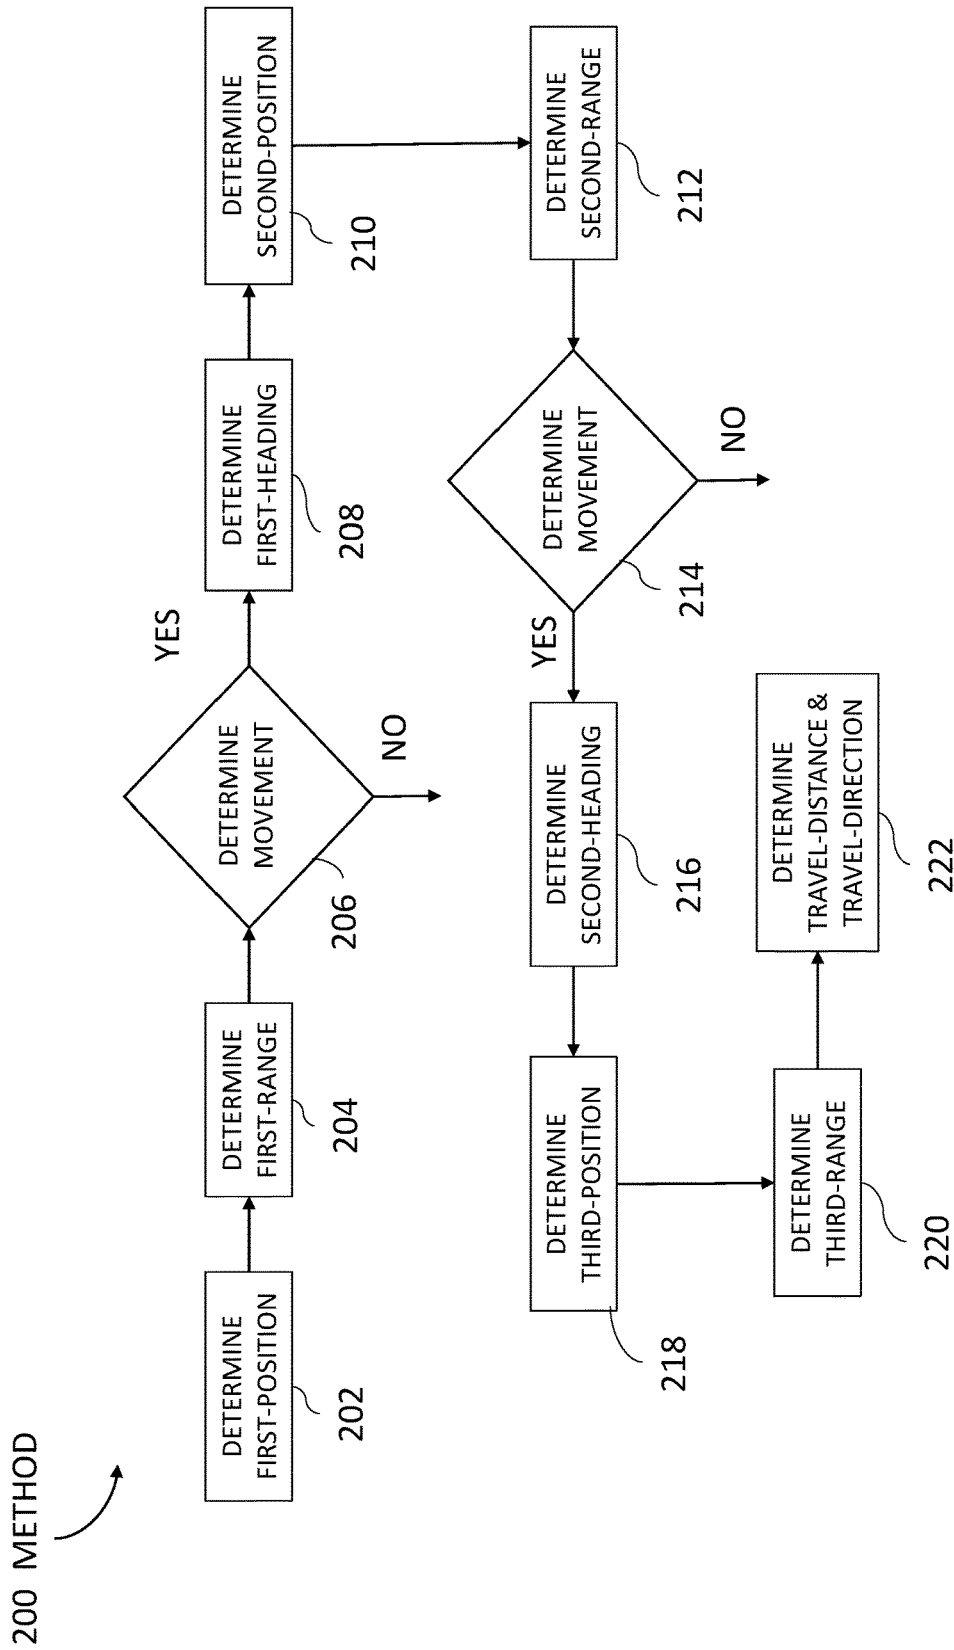 200 METHOD
DETERMINE
FIRST-POSITION
202
DETERMINE
FIRST-RANGE
204
DETERMINE
MOVEMENT
206
YES
NO
DETERMINE
FIRST-HEADING
208
DETERMINE
SECOND-POSITION
210
DETERMINE
SECOND-RANGE
212
DETERMINE
MOVEMENT
214
YES
NO
DETERMINE
SECOND-HEADING
216
DETERMINE
THIRD-POSITION
218
DETERMINE
THIRD-RANGE
220
DETERMINE
TRAVEL-DISTANCE &
TRAVEL-DIRECTION
222